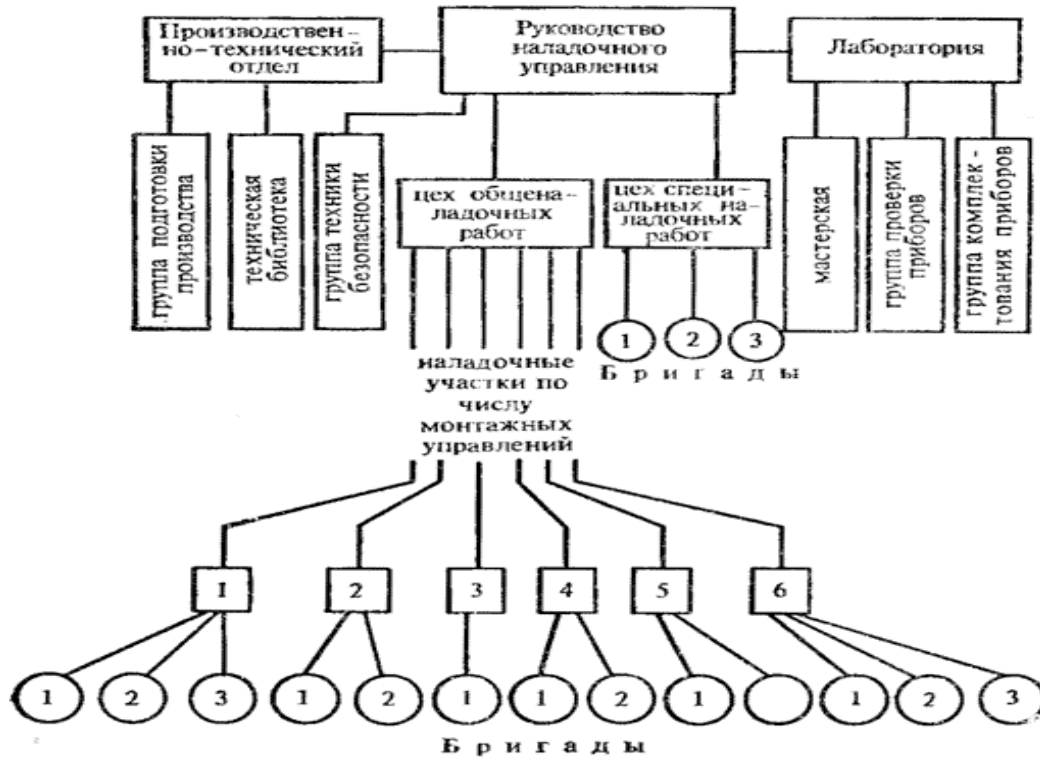 Производствен-
но-технический
отдел
Руководство
наладочного
управления
Лаборатория
группа подготовки
производства
техническая
библиотека
группа техники
безопасности
цех общена-
ладочных
работ
цех специ-
альных на-
ладочных
работ
мастерская
группа проверки
приборов
группа комплек-
тования приборов
1 2 3
Бригады
наладочные
участки по
числу
монтажных
управлений
1 2 3 4 5 6
1 2 3 1 2 1 1 2 1 1 2 3
Бригады